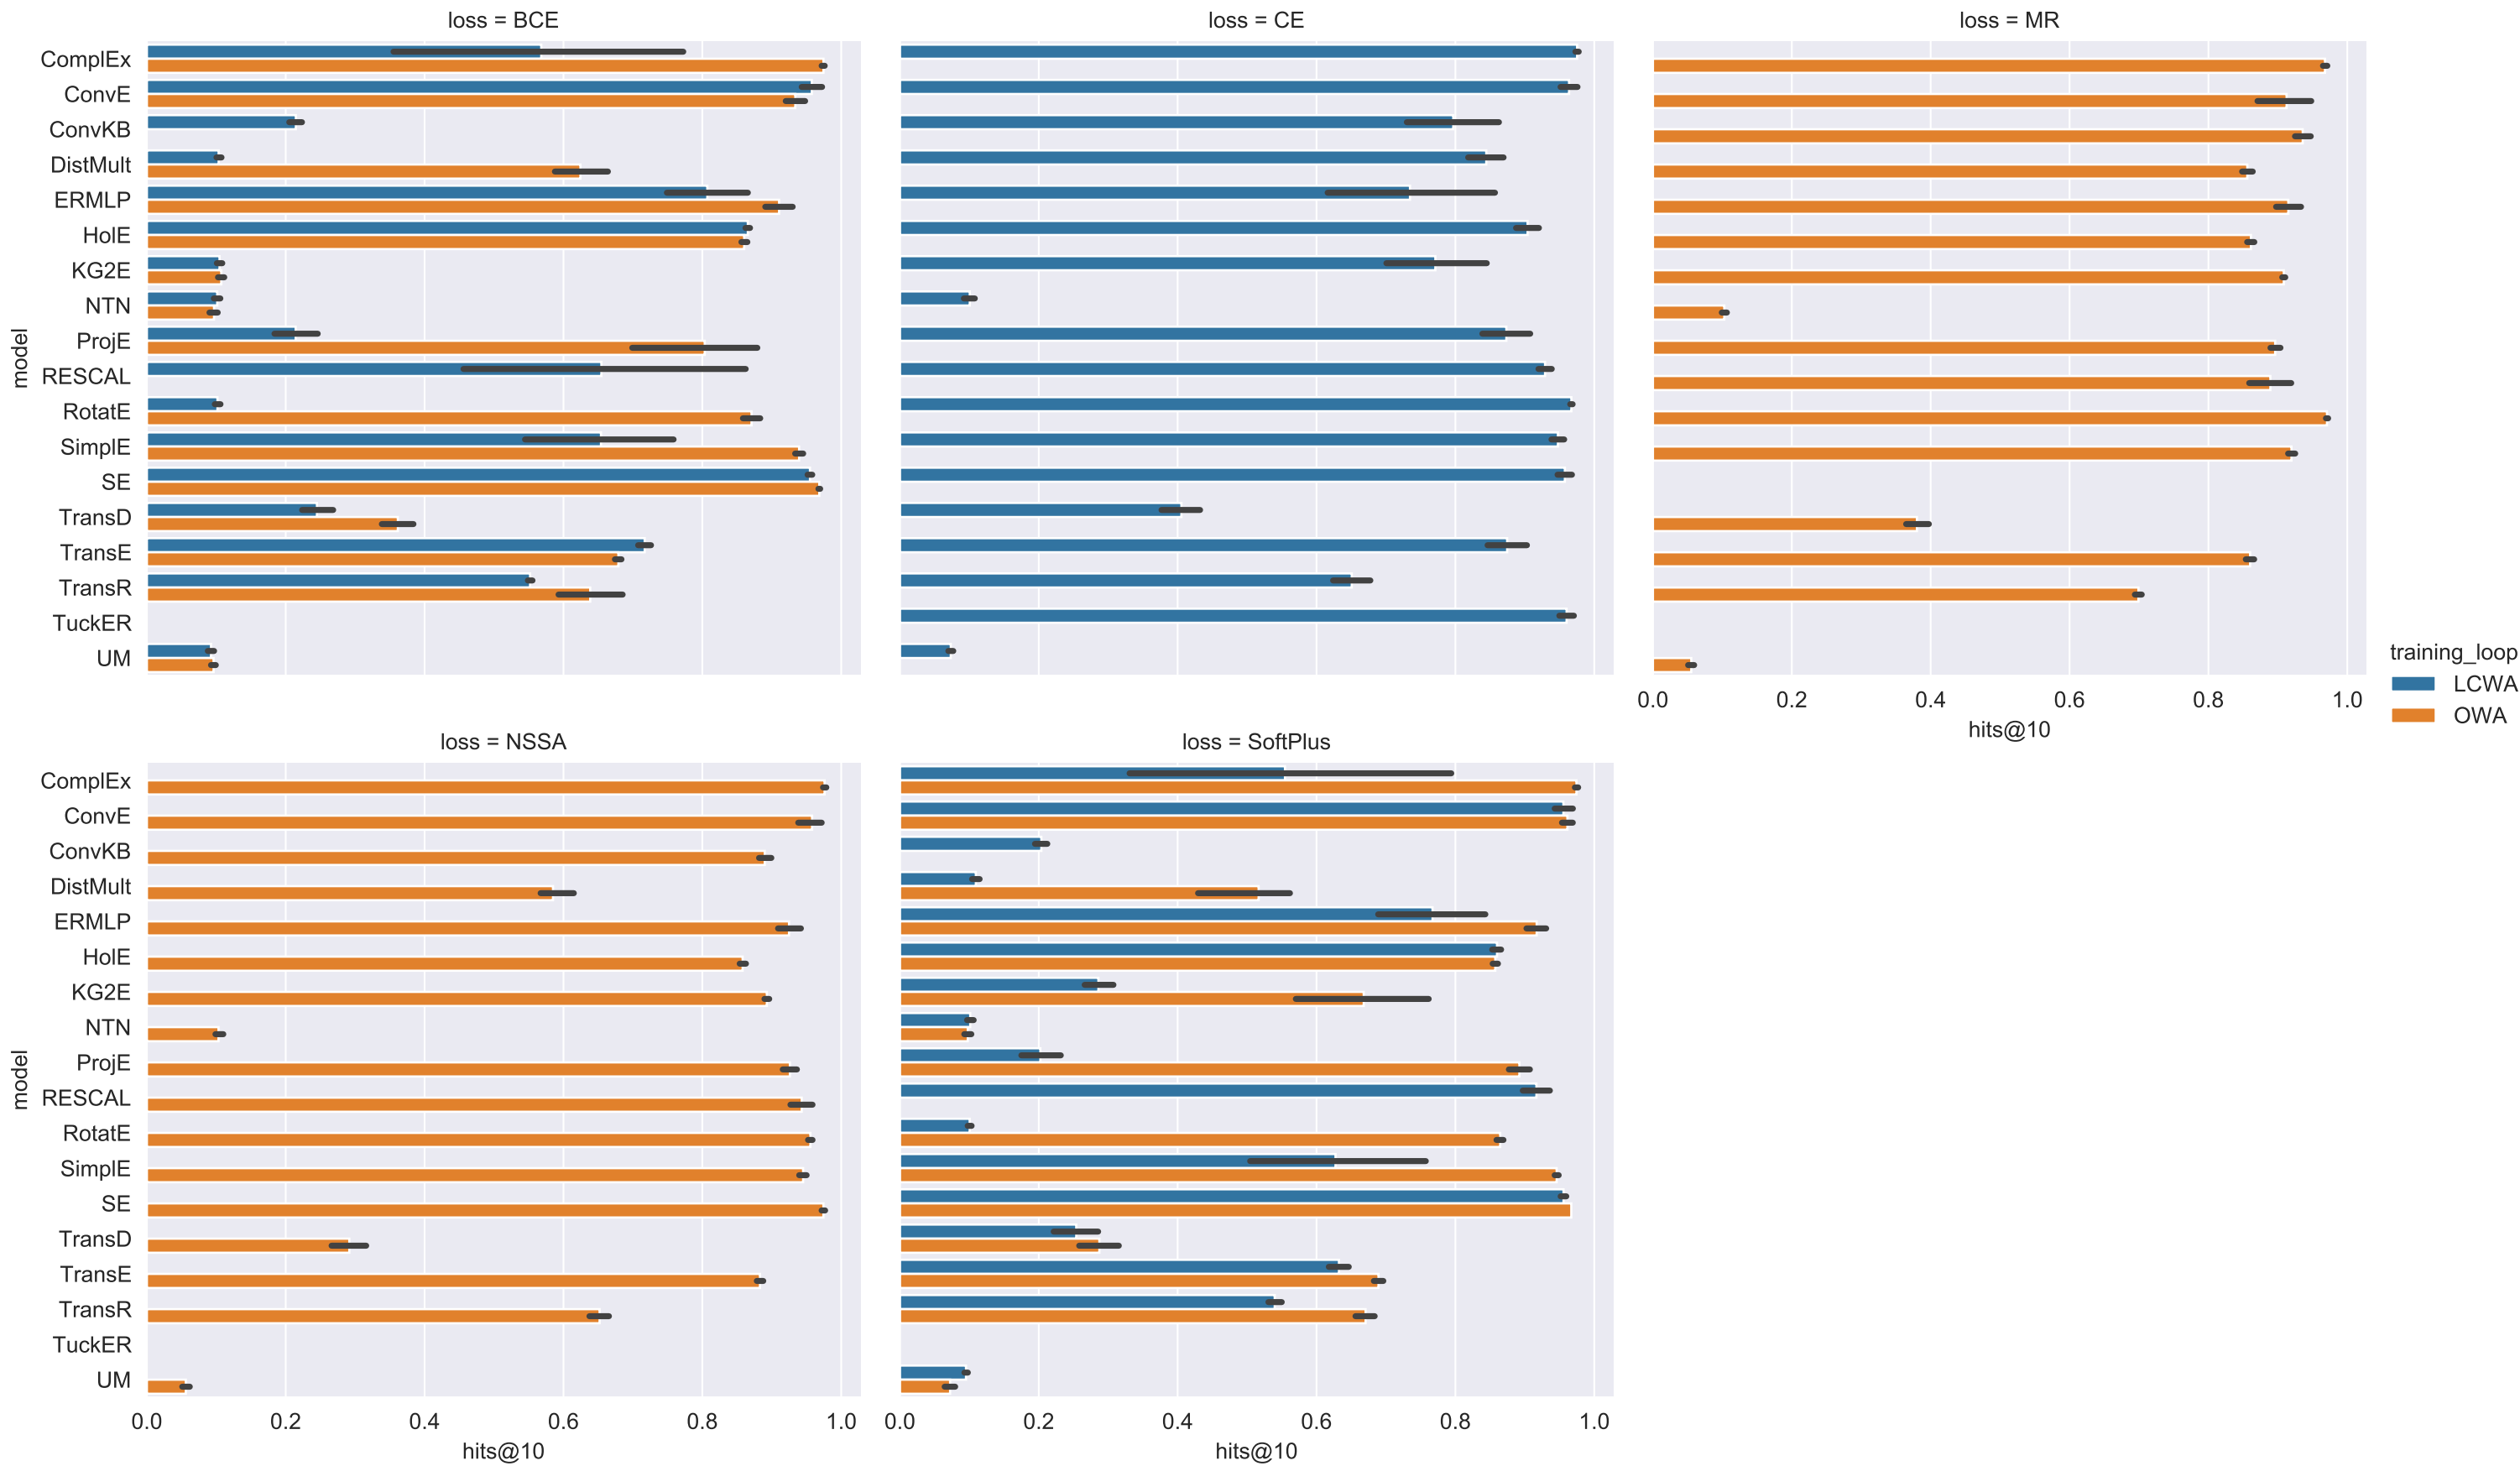 loss = BCE
loss = CE
loss = MR
model
ComplEx
ConvE
ConvKB
DistMult
ERMLP
HolE
KG2E
NTN
ProjE
RESCAL
RotatE
SimplE
SE
TransD
TransE
TransR
TuckER
UM
0.0 0.2 0.4 0.6 0.8 1.0
hits@10
training_loop
LCWA
OWA
loss = NSSA
loss = SoftPlus
model
ComplEx
ConvE
ConvKB
DistMult
ERMLP
HolE
KG2E
NTN
ProjE
RESCAL
RotatE
SimplE
SE
TransD
TransE
TransR
TuckER
UM
0.0 0.2 0.4 0.6 0.8 1.0
hits@10
0.0 0.2 0.4 0.6 0.8 1.0
hits@10